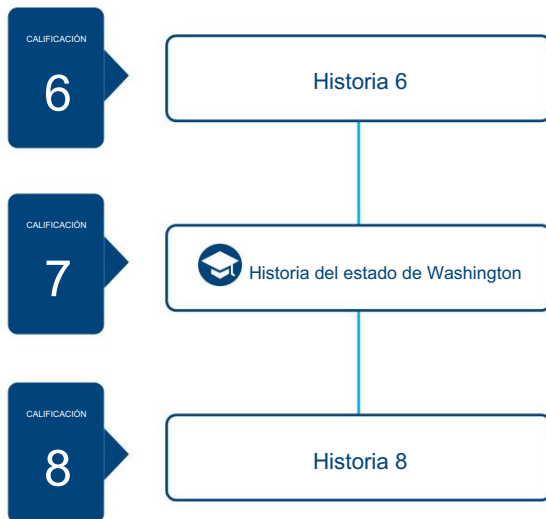 CALIFICACIÓN
6
Historia 6
CALIFICACIÓN
7
Historia del estado de Washington
CALIFICACIÓN
8
Historia 8